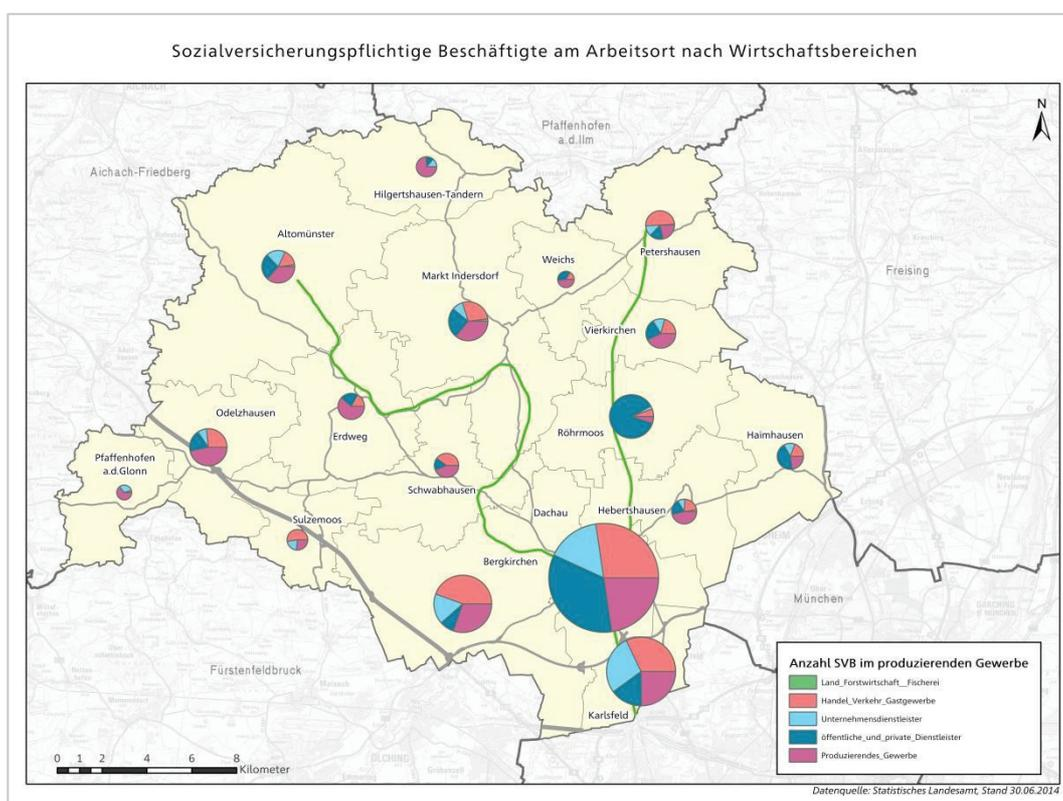 Sozialversicherungspflichtige Beschäftigte am Arbeitsort nach Wirtschaftsbereichen
AICHACH
Pfaffenhofen
a.d.Ilm
N
Aichach-Friedberg
Hilgertshausen-Tandern
Altomünster
Petershausen
Weichs
Markt Indersdorf
Freising
Vierkirchen
Odelzhausen
Erdweg
Röhrmoos
Haimhausen
Pfaffenhofen
a.d.Glonn
Schwabhausen
Dachau
Hebertshausen
Sulzemoos
Bergkirchen
München
Fürstenfeldbruck
Karlsfeld
Anzahl SVB im produzierenden Gewerbe
Land_Forstwirtschaft__Fischerei
Handel_Verkehr_Gastgewerbe
Unternehmensdienstleister
öffentliche_und_private_Dienstleister
Produzierendes_Gewerbe
0 1 2 4 6 8
Kilometer
Datenquelle: Statistisches Landesamt, Stand 30.06.2014